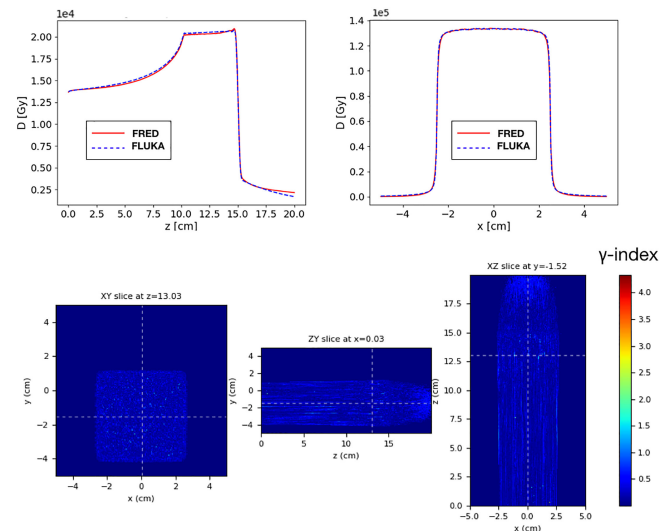 1e4
2.00
1.75
1.50
1.25
1.00
0.75
0.50
0.25
D [Gy]
FRED
FLUKA
0.0 2.5 5.0 7.5 10.0 12.5 15.0 17.5 20.0
z [cm]
1e5
1.4
1.2
1.0
0.8
0.6
0.4
0.2
0.0
D [Gy]
FRED
FLUKA
−4 −2 0 2 4
x [cm]
γ-index
XY slice at z=13.03
4
2
0
−2
−4
y (cm)
−4 −2 0 2 4
x (cm)
ZY slice at x=0.03
4
2
0
−2
−4
y (cm)
0 5 10 15
z (cm)
XZ slice at y=-1.52
17.5
15.0
12.5
10.0
7.5
5.0
2.5
0.0
z (cm)
−5.0 −2.5 0.0 2.5 5.0
x (cm)
4.0
3.5
3.0
2.5
2.0
1.5
1.0
0.5